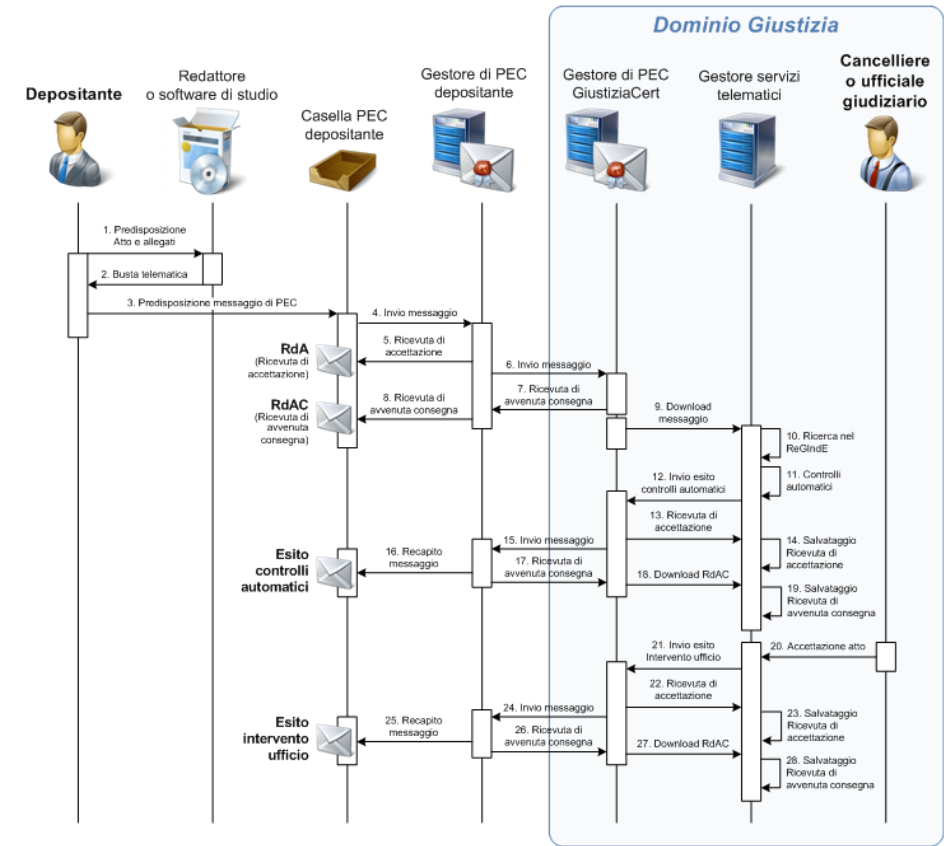 Dominio Giustizia
Depositante
Redattore
o software di studio
Casella PEC
depositante
Gestore di PEC
depositante
Gestore di PEC
GiustiziaCert
Gestore servizi
telematici
Cancelliere
o ufficiale
giudiziario
1. Predisposizione
Atto e allegati
2. Busta telematica
3. Predisposizione messaggio di PEC
4. Invio messaggio
RdA
(Ricevuta di
accettazione)
5. Ricevuta di
accettazione
6. Invio messaggio
7. Ricevuta di
avvenuta consegna
RdAC
(Ricevuta di
avvenuta
consegna)
8. Ricevuta di
avvenuta consegna
9. Download
messaggio
10. Ricerca nel
ReGIndE
11. Controlli
automatici
12. Invio esito
controlli automatici
13. Ricevuta di
accettazione
14. Salvataggio
Ricevuta di
accettazione
15. Invio messaggio
Esito
controlli
automatici
16. Recapito
messaggio
17. Ricevuta di
avvenuta consegna
18. Download RdAC
19. Salvataggio
Ricevuta di
avvenuta consegna
20. Accettazione atto
21. Invio esito
Intervento ufficio
22. Ricevuta di
accettazione
23. Salvataggio
Ricevuta di
accettazione
24. Invio messaggio
Esito
intervento
ufficio
25. Recapito
messaggio
26. Ricevuta di
avvenuta consegna
27. Download RdAC
28. Salvataggio
Ricevuta di
avvenuta consegna